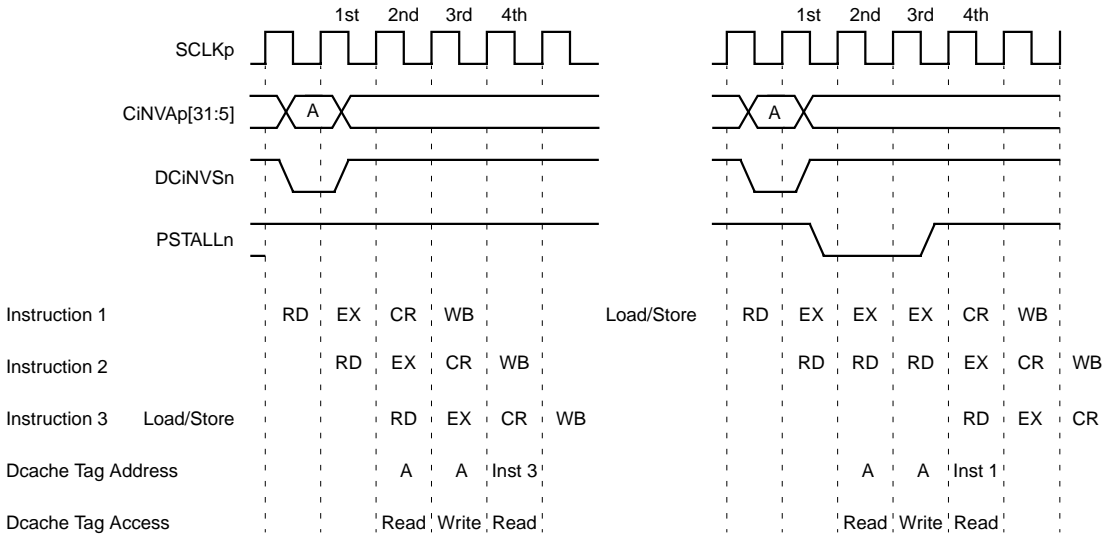 1st 2nd 3rd 4th 1st 2nd 3rd 4th
SCLKp
CiNVAp[31:5] A A
DCiNVSn
PSTALLn
Instruction 1 RD EX CR WB Load/Store RD EX EX EX CR WB
Instruction 2 RD EX CR WB RD RD RD EX CR WB
Instruction 3 Load/Store RD EX CR WB RD EX CR
Dcache Tag Address A A Inst 3 A A Inst 1
Dcache Tag Access Read Write Read Read Write Read